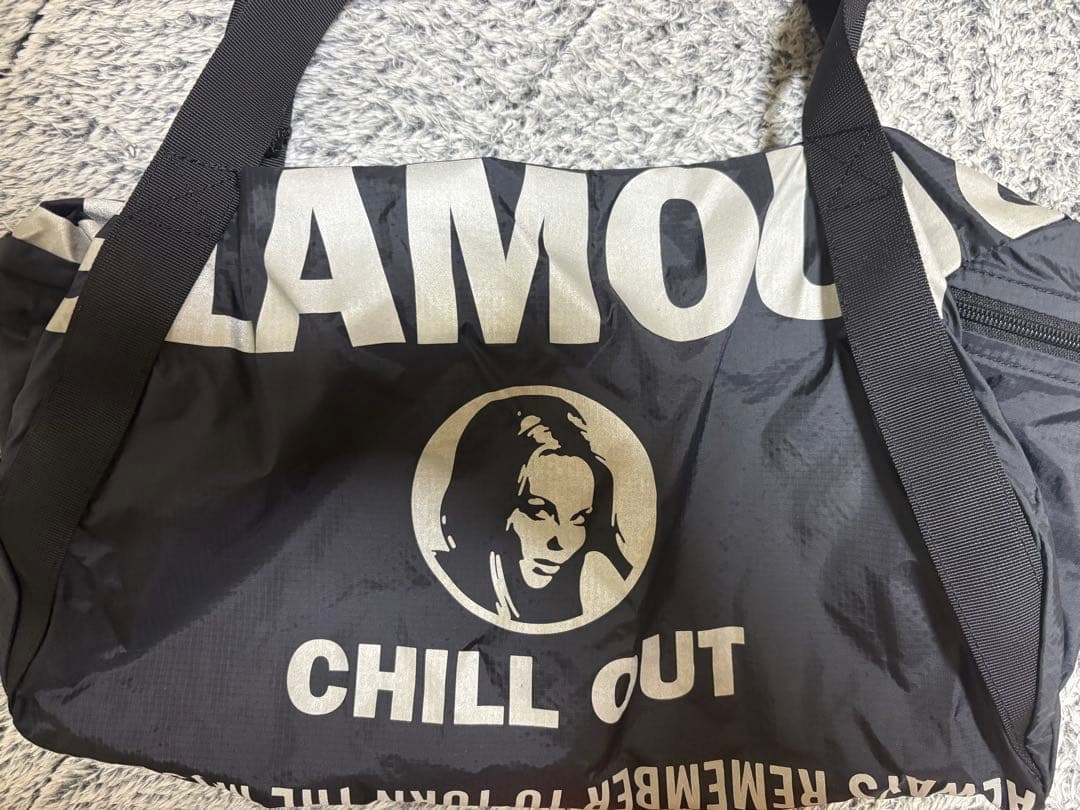 LAMOU
CHILL OUT
ALWAYS REMEMBER TO TURN THE